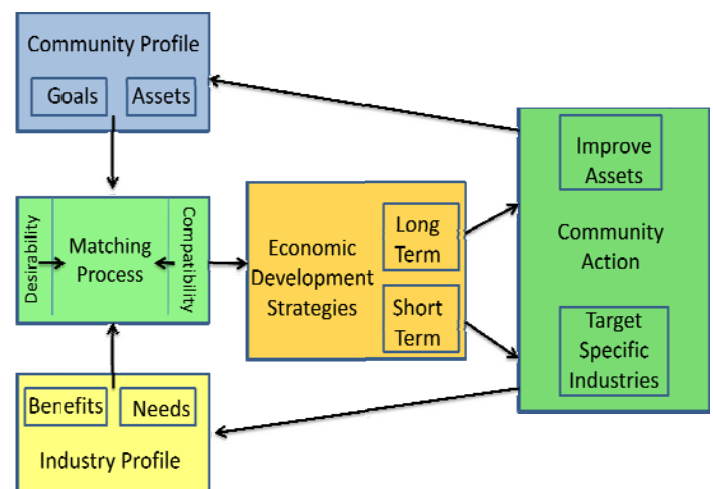 Community Profile
Goals
Assets
Desirability
Matching
Process
Compatibility
Economic
Development
Strategies
Long
Term
Short
Term
Improve
Assets
Community
Action
Target
Specific
Industries
Benefits
Needs
Industry Profile